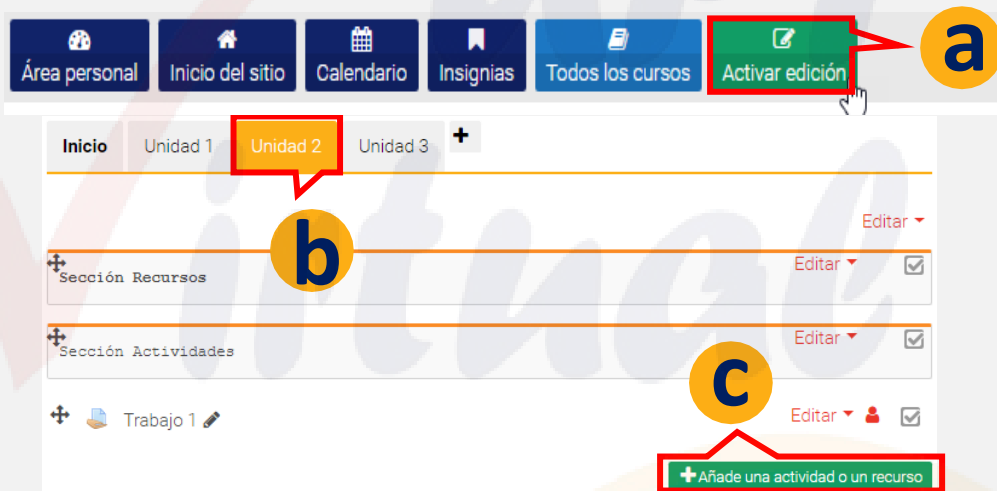 Área personal Inicio del sitio Calendario Insignias Todos los cursos Activar edición a
Inicio Unidad 1 Unidad 2 Unidad 3
b
Editar
Sección Recursos Editar
Sección Actividades Editar
c
Trabajo 1 Editar
Añade una actividad o un recurso
Virtual